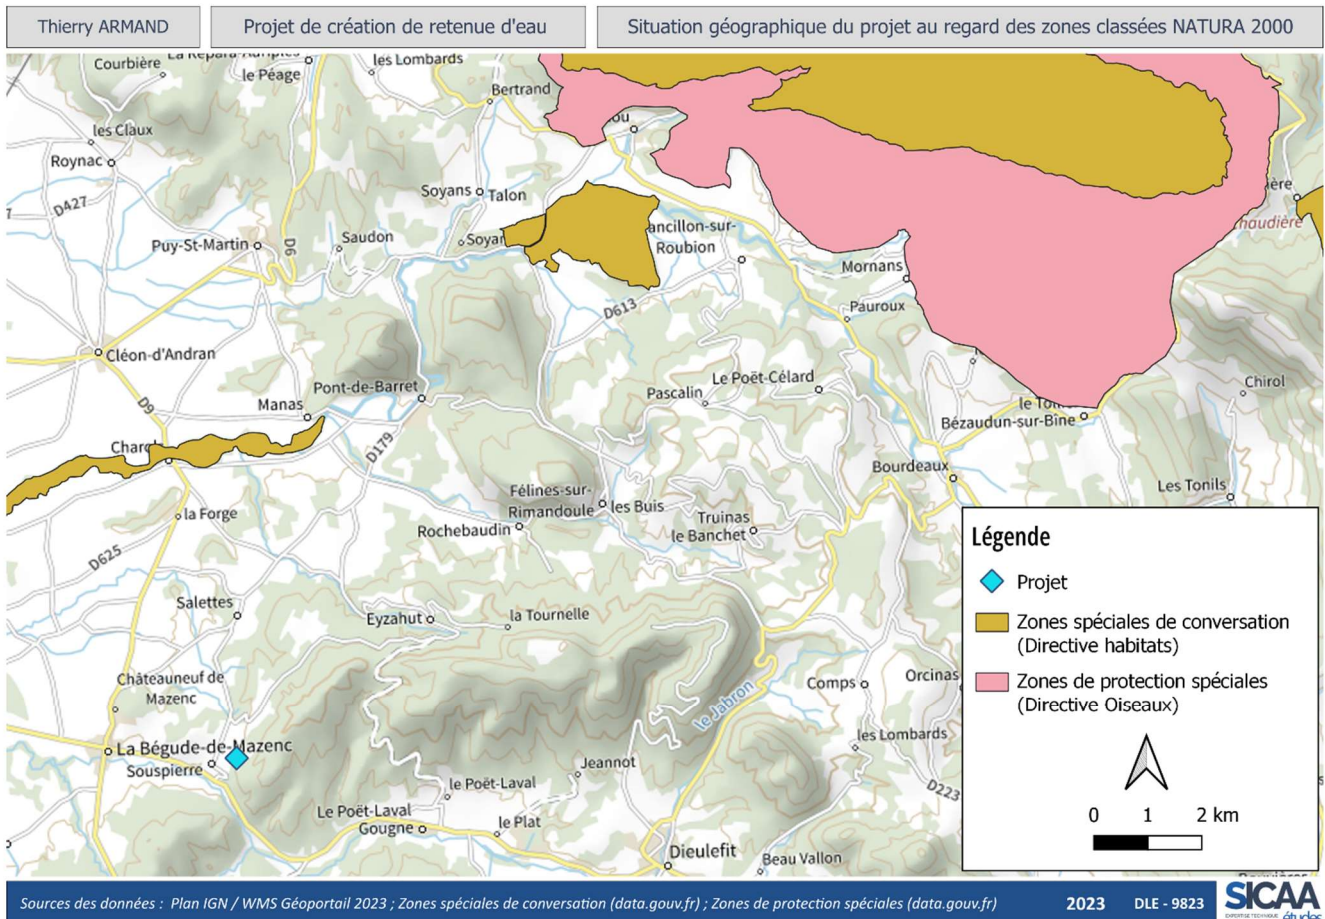 Thierry ARMAND
Projet de création de retenue d'eau
Situation géographique du projet au regard des zones classées NATURA 2000
Courbière
le Péage
les Lombards
Bertrand
les Claux
Roynac
D427
Puy-St-Martin
D6
Saudon
Soyans
Talon
Soyan
ancillon-sur-
Roubion
Mornans
Pauroux
D613
Cléon-d'Andran
D9
Manas
Pont-de-Barret
D179
Pascalin
Le Poët-Célard
Chirol
Bézaudun-sur-Bine
Bourdeaux
Les Tonils
la Forge
D625
Félines-sur-
Rimandoule
les Buis
Rochebaudin
Truinas
le Banchet
Salettes
Eyzahut
la Tournelle
Châteauneuf de
Mazenc
La Bégude-de-Mazenc
Souspierre
le Jabron
Comps
Orcinas
les Lombards
D223
Jeannot
le Poët-Laval
Le Poët-Laval
Gougne
le Plat
Dieulefit
Beau Vallon
Légende
Projet
Zones spéciales de conversation
(Directive habitats)
Zones de protection spéciales
(Directive Oiseaux)
0 1 2 km
Sources des données : Plan IGN / WMS Géoportail 2023 ; Zones spéciales de conversation (data.gouv.fr) ; Zones de protection spéciales (data.gouv.fr)
2023
DLE - 9823
SICAA
EXPERTISE TECHNIQUE études